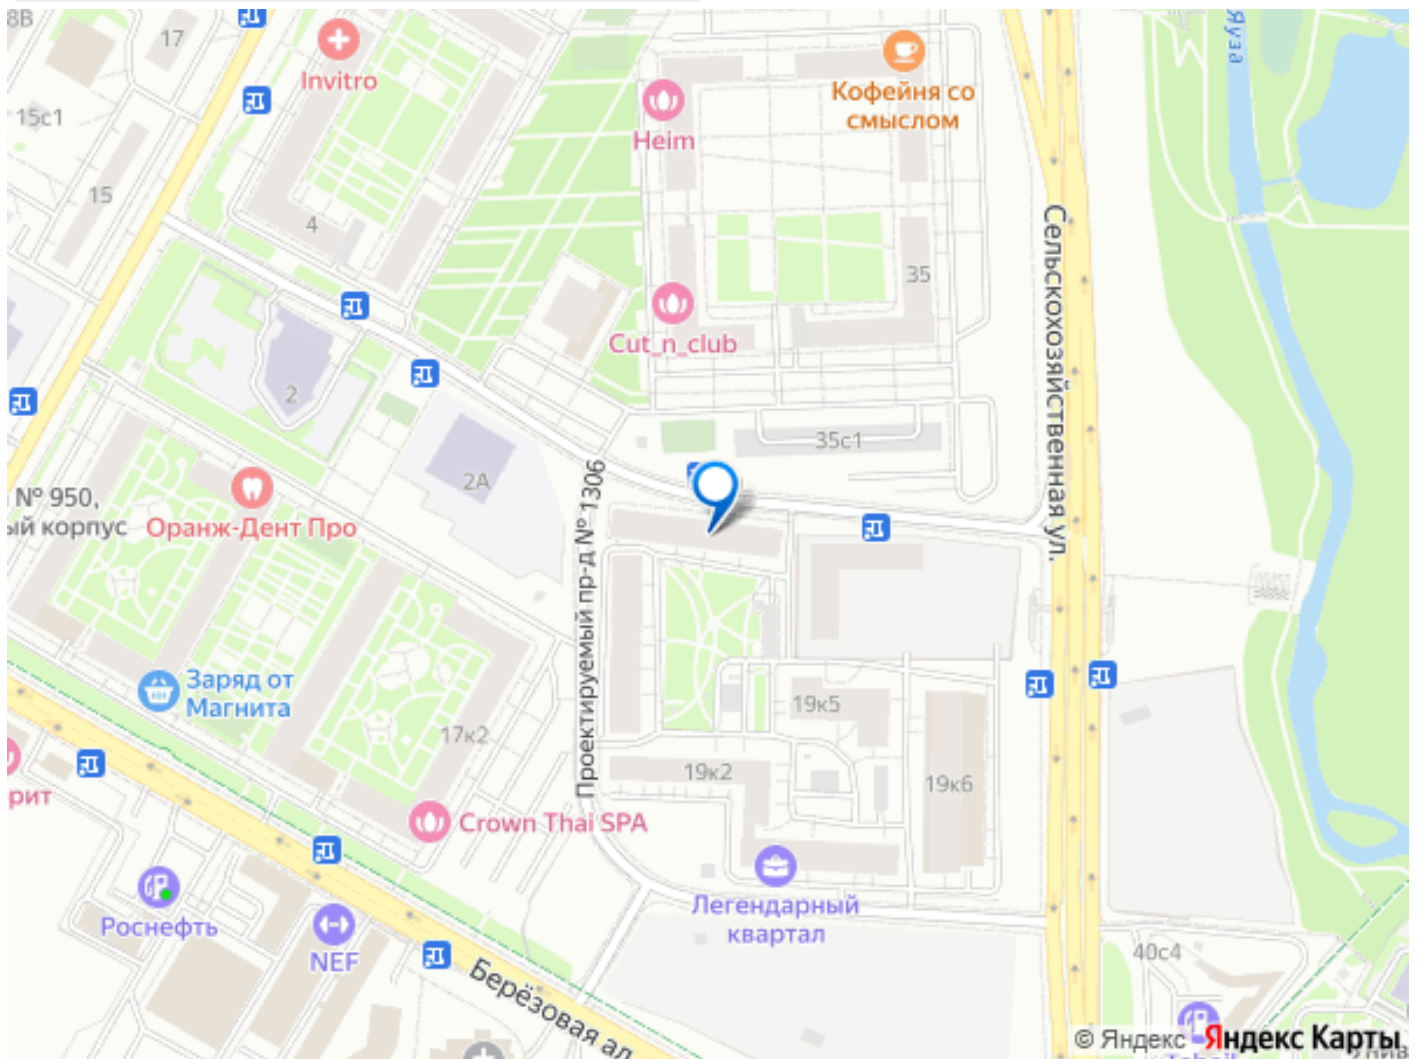 8В
17
Invitro
15с1
15
4
Heim
Кофейня со
смыслом
Яуза
35
Сельскохозяйственная ул.
Cut_n_club
2
2А
35с1
№ 950,
ый корпус
Оранж-Дент Про
Проектируемый пр-д № 1306
Заряд от
Магнита
17к2
19к5
19к2
19к6
рит
Crown Thai SPA
Легендарный
квартал
Роснефть
NEF
Берёзовая ал
40с4
© Яндекс Яндекс Карты